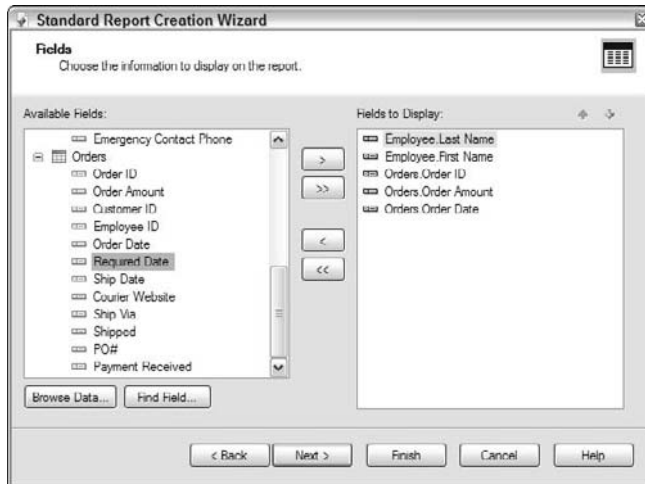 Standard Report Creation Wizard
Fields
Choose the information to display on the report.
Available Fields:
Emergency Contact Phone
Orders
Order ID
Order Amount
Customer ID
Employee ID
Order Date
Required Date
Ship Date
Courier Website
Ship Via
Shipped
PO#
Payment Received
>
>>
<
<<
Fields to Display:
Employee.Last Name
Employee.First Name
Orders.Order ID
Orders.Order Amount
Orders.Order Date
Browse Data... Find Field...
< Back Next > Finish Cancel Help